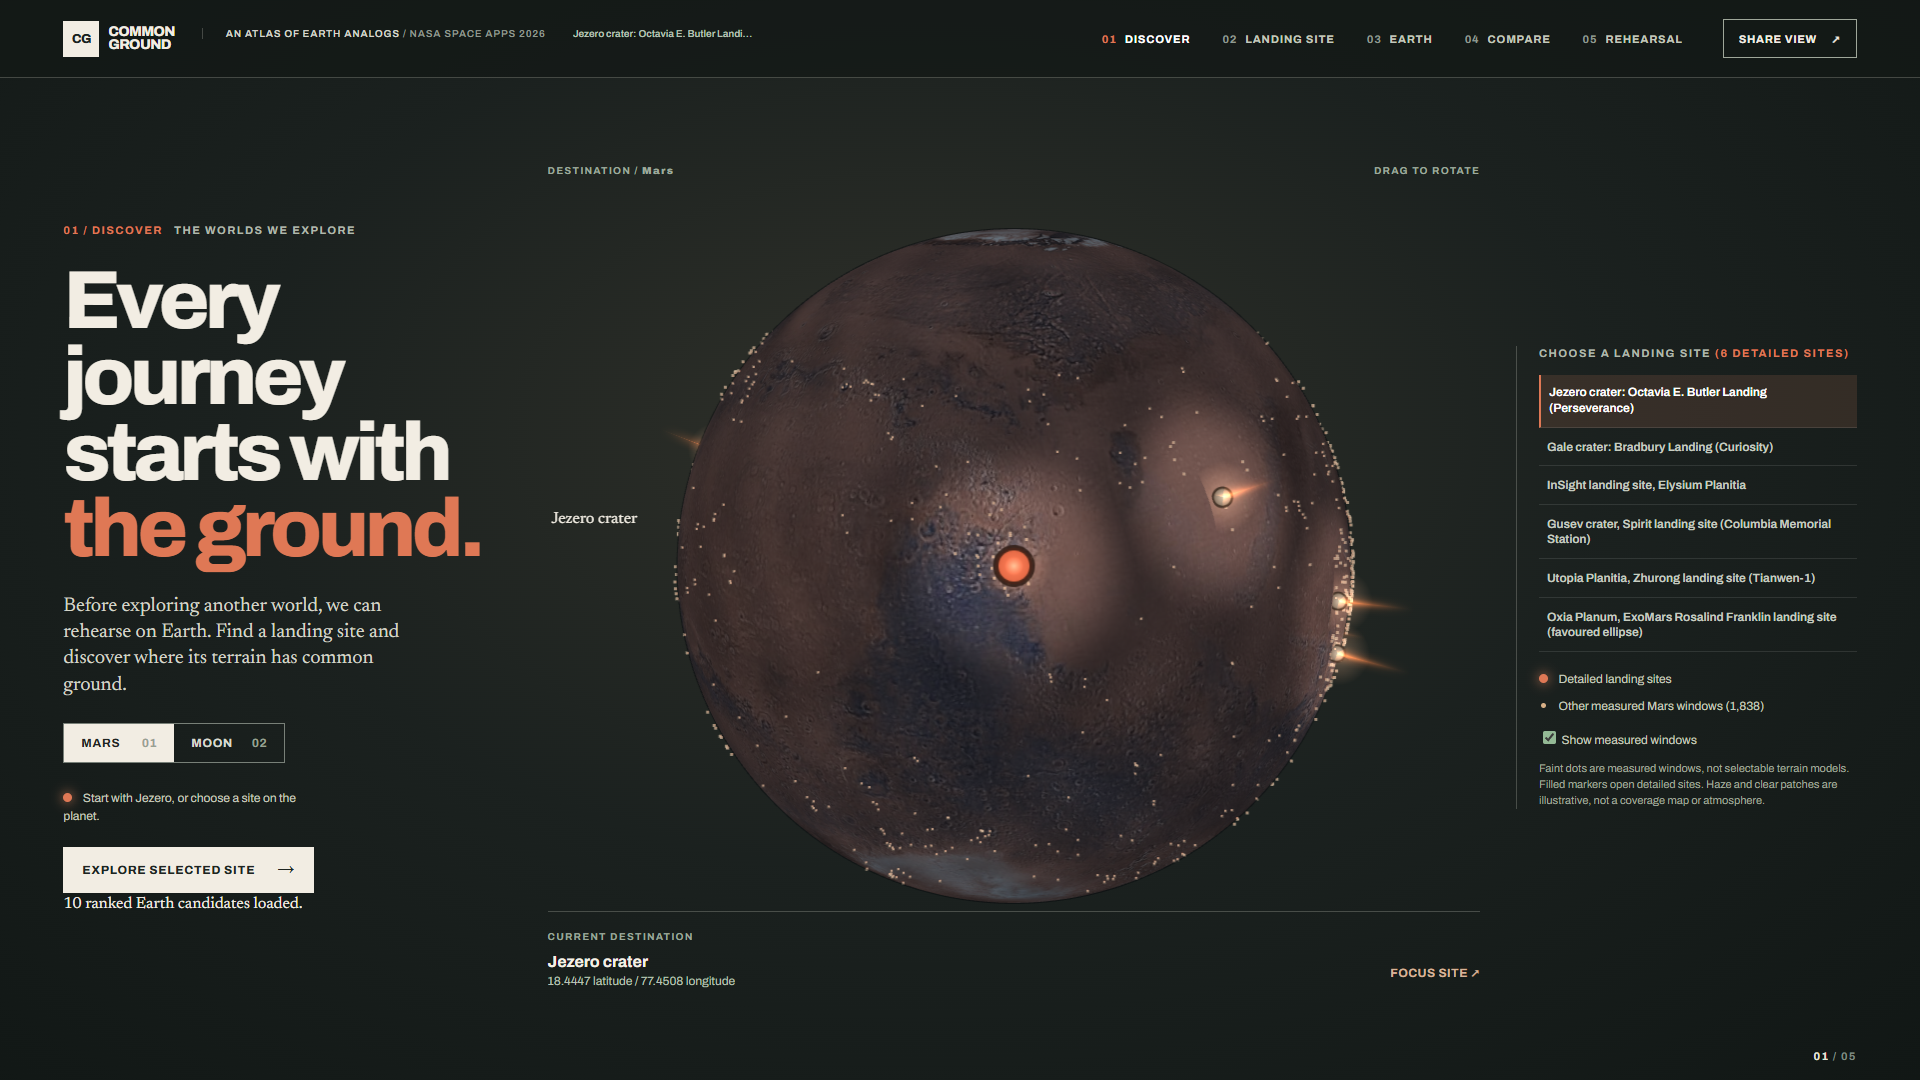 CG
COMMON
GROUND
AN ATLAS OF EARTH ANALOGS / NASA SPACE APPS 2026
Jezero crater: Octavia E. Butler Landi...
01 DISCOVER
02 LANDING SITE
03 EARTH
04 COMPARE
05 REHEARSAL
SHARE VIEW ↗
DESTINATION / Mars
DRAG TO ROTATE
01 / DISCOVER THE WORLDS WE EXPLORE
Every
journey
starts with
the ground.
Before exploring another world, we can
rehearse on Earth. Find a landing site and
discover where its terrain has common
ground.
MARS 01
MOON 02
Start with Jezero, or choose a site on the
planet.
EXPLORE SELECTED SITE →
10 ranked Earth candidates loaded.
Jezero crater
CURRENT DESTINATION
Jezero crater
18.4447 latitude / 77.4508 longitude
FOCUS SITE ↗
CHOOSE A LANDING SITE (6 DETAILED SITES)
Jezero crater: Octavia E. Butler Landing
(Perseverance)
Gale crater: Bradbury Landing (Curiosity)
InSight landing site, Elysium Planitia
Gusev crater, Spirit landing site (Columbia Memorial
Station)
Utopia Planitia, Zhurong landing site (Tianwen-1)
Oxia Planum, ExoMars Rosalind Franklin landing site
(favoured ellipse)
Detailed landing sites
Other measured Mars windows (1,838)
Show measured windows
Faint dots are measured windows, not selectable terrain models.
Filled markers open detailed sites. Haze and clear patches are
illustrative, not a coverage map or atmosphere.
01 / 05